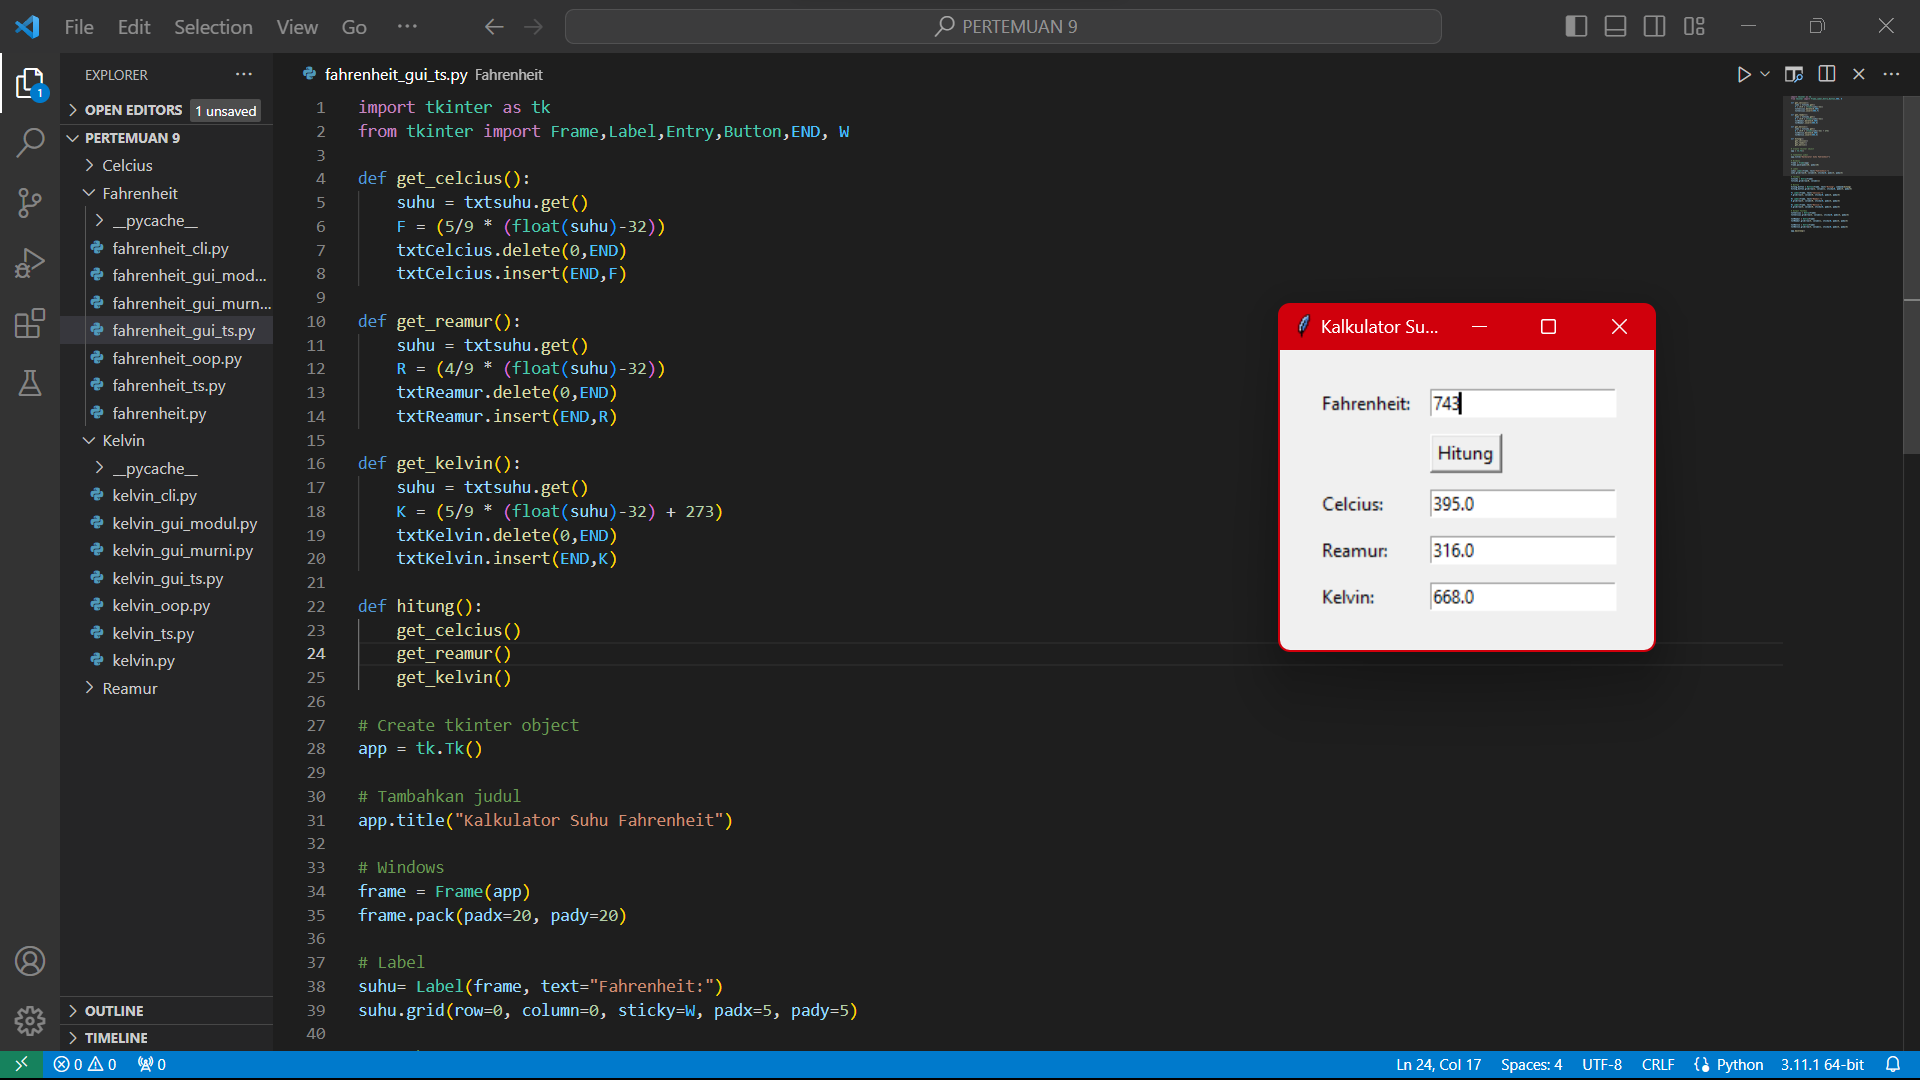 File Edit Selection View Go ···
PERTEMUAN 9
EXPLORER ···
1
OPEN EDITORS 1 unsaved
PERTEMUAN 9
Celcius
Fahrenheit
__pycache__
fahrenheit_cli.py
fahrenheit_gui_mod...
fahrenheit_gui_murn...
fahrenheit_gui_ts.py
fahrenheit_oop.py
fahrenheit_ts.py
fahrenheit.py
Kelvin
__pycache__
kelvin_cli.py
kelvin_gui_modul.py
kelvin_gui_murni.py
kelvin_gui_ts.py
kelvin_oop.py
kelvin_ts.py
kelvin.py
Reamur
OUTLINE
TIMELINE
fahrenheit_gui_ts.py Fahrenheit
1 import tkinter as tk
2 from tkinter import Frame,Label,Entry,Button,END, W
3
4 def get_celcius():
5     suhu = txtsuhu.get()
6     F = (5/9 * (float(suhu)-32))
7     txtCelcius.delete(0,END)
8     txtCelcius.insert(END,F)
9
10 def get_reamur():
11     suhu = txtsuhu.get()
12     R = (4/9 * (float(suhu)-32))
13     txtReamur.delete(0,END)
14     txtReamur.insert(END,R)
15
16 def get_kelvin():
17     suhu = txtsuhu.get()
18     K = (5/9 * (float(suhu)-32) + 273)
19     txtKelvin.delete(0,END)
20     txtKelvin.insert(END,K)
21
22 def hitung():
23     get_celcius()
24     get_reamur()
25     get_kelvin()
26
27 # Create tkinter object
28 app = tk.Tk()
29
30 # Tambahkan judul
31 app.title("Kalkulator Suhu Fahrenheit")
32
33 # Windows
34 frame = Frame(app)
35 frame.pack(padx=20, pady=20)
36
37 # Label
38 suhu= Label(frame, text="Fahrenheit:")
39 suhu.grid(row=0, column=0, sticky=W, padx=5, pady=5)
40
Kalkulator Su...
Fahrenheit: 743
Hitung
Celcius: 395.0
Reamur: 316.0
Kelvin: 668.0
0 0 0
Ln 24, Col 17 Spaces: 4 UTF-8 CRLF Python 3.11.1 64-bit